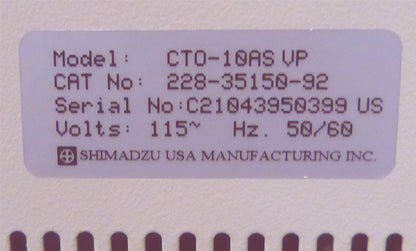 Model: CTO-10AS VP
CAT No: 228-35150-92
Serial No:C21043950399 US
Volts: 115~ Hz. 50/60
SHIMADZU USA MANUFACTURING INC.